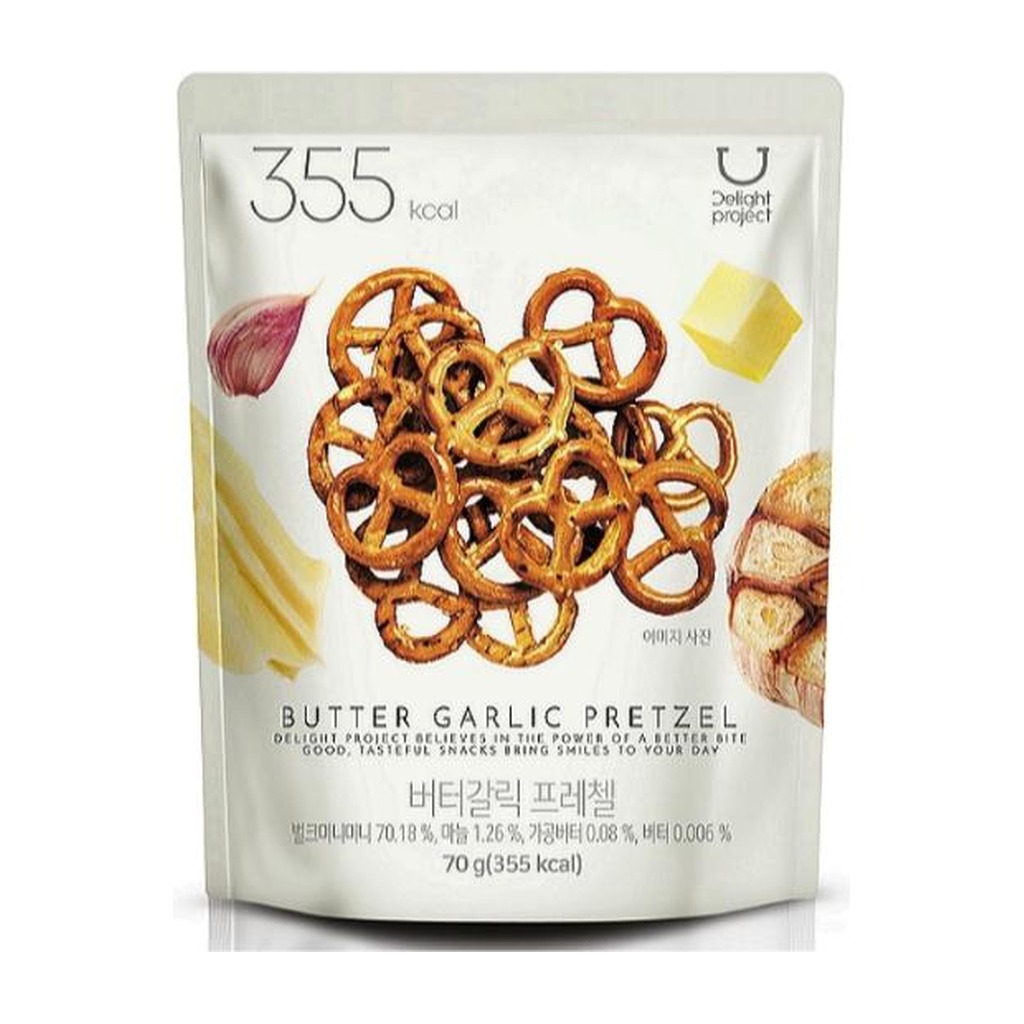 355 kcal
Delight
project
이미지 사진
BUTTER GARLIC PRETZEL
DELIGHT PROJECT BELIEVES IN THE POWER OF A BETTER BITE
GOOD, TASTEFUL SNACKS BRING SMILES TO YOUR DAY
버터갈릭 프레첼
벌크미니미니 70.18 %, 마늘 1.26 %, 가공버터 0.08 %, 버터 0.006 %
70 g(355 kcal)